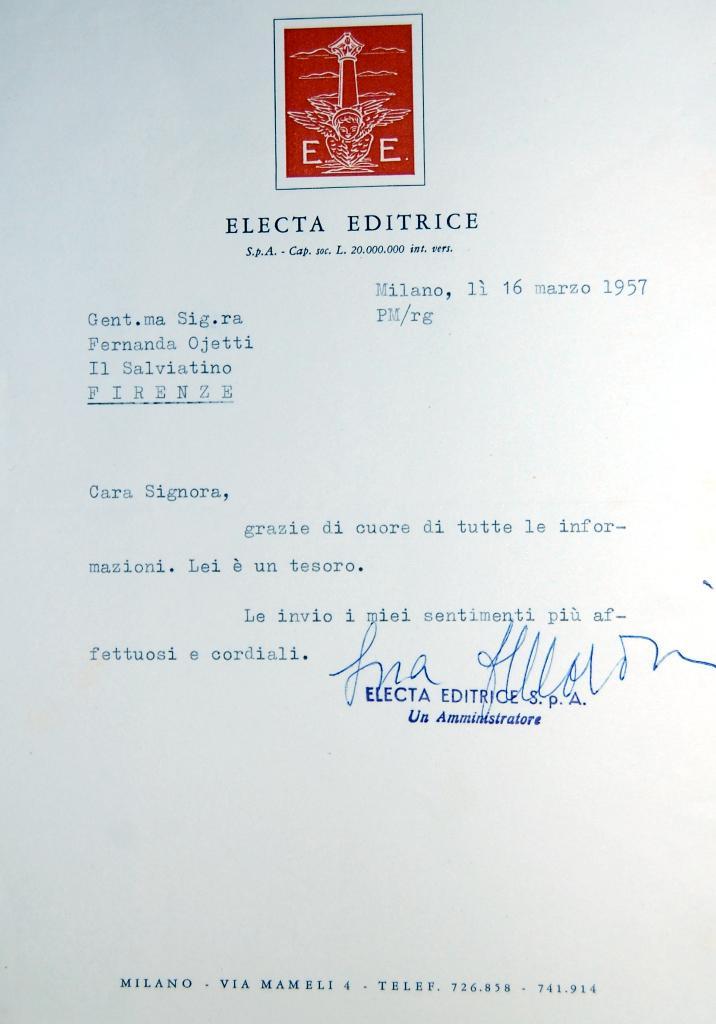 E E.
ELECTA EDITRICE
S.p.A. - Cap. soc. L. 20.000.000 int. vers.
Milano, lì 16 marzo 1957
PM/rg
Gent.ma Sig.ra
Fernanda Ojetti
Il Salviatino
F I R E N Z E
Cara Signora,
grazie di cuore di tutte le infor-
mazioni. Lei è un tesoro.
Le invio i miei sentimenti più af-
fettuosi e cordiali.
ELECTA EDITRICE S. p. A.
Un Amministratore
MILANO - VIA MAMELI 4 - TELEF. 726.858 - 741.914